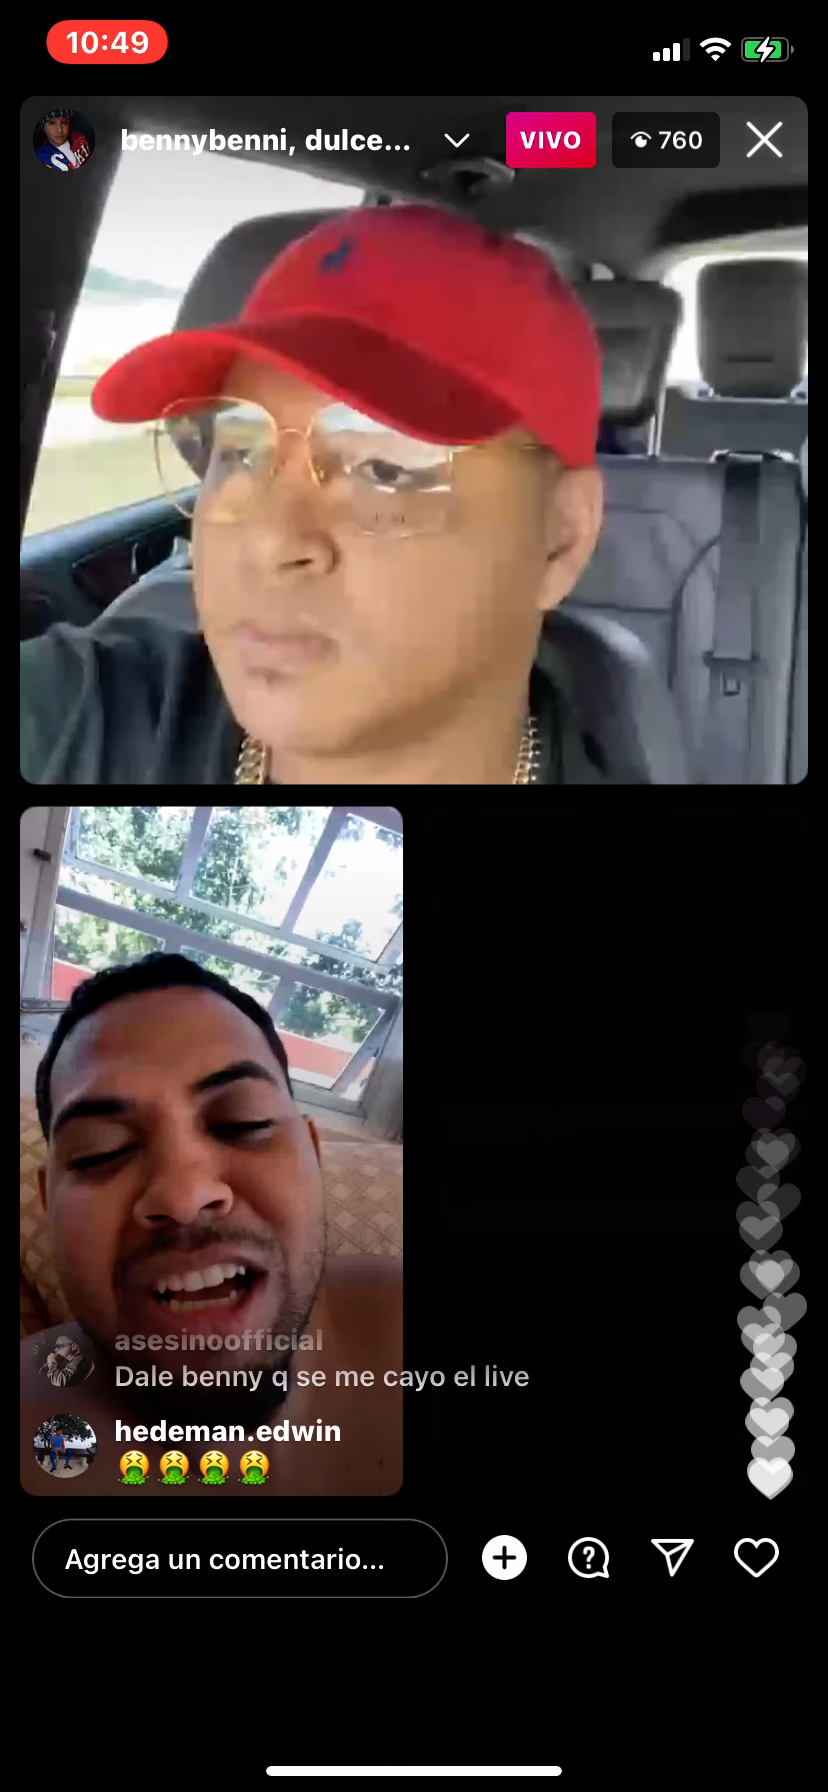 10:49
bennybenni, dulce...
VIVO
760
asesinoofficial
Dale benny q se me cayo el live
hedeman.edwin
🤮🤮🤮🤮
Agrega un comentario...